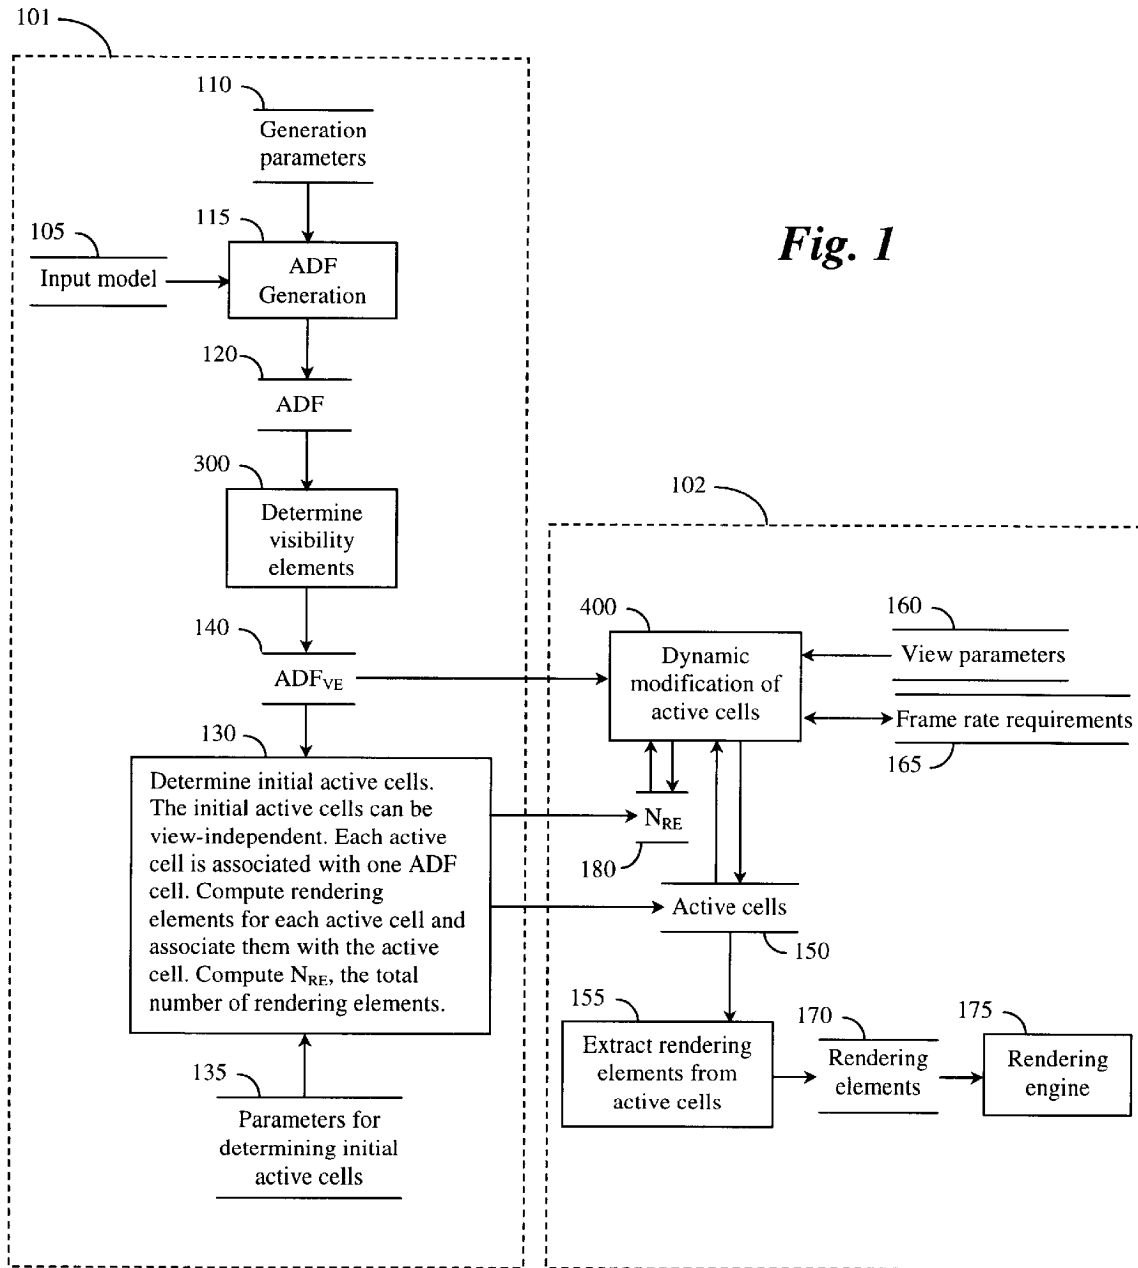 101
110
Generation
parameters
115
105
Input model
ADF
Generation
Fig. 1
120
ADF
300
Determine
visibility
elements
140
ADF_VE
130
Determine initial active cells.
The initial active cells can be
view-independent. Each active
cell is associated with one ADF
cell. Compute rendering
elements for each active cell and
associate them with the active
cell. Compute N_RE, the total
number of rendering elements.
135
Parameters for
determining initial
active cells
102
400
Dynamic
modification of
active cells
160
View parameters
Frame rate requirements
165
N_RE
180
Active cells
150
155
Extract rendering
elements from
active cells
170
Rendering
elements
175
Rendering
engine